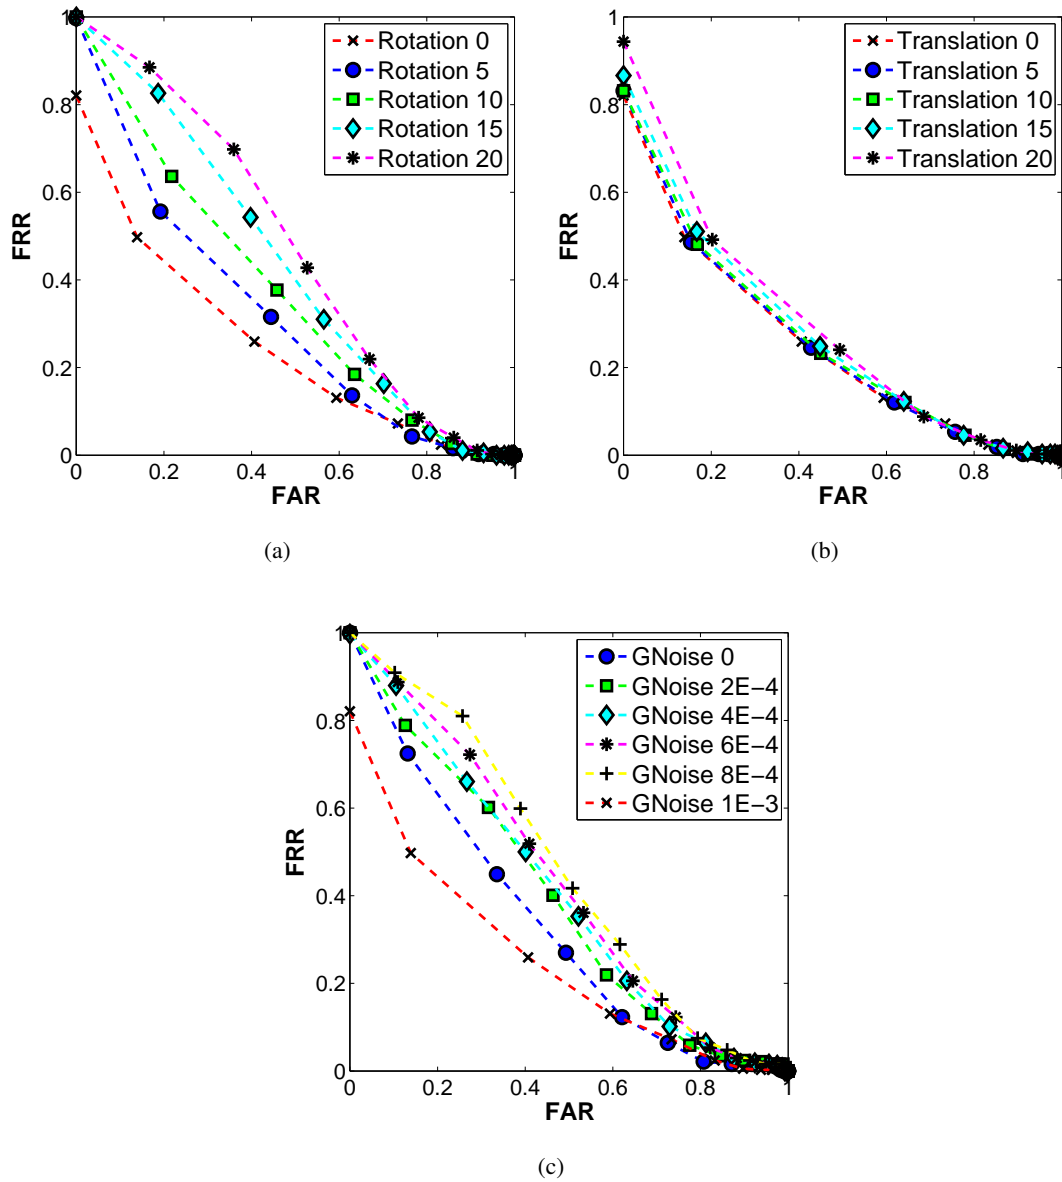 1
0.8
0.6
0.4
0.2
0
0
0.2
0.4
0.6
0.8
1
FRR
FAR
Rotation 0
Rotation 5
Rotation 10
Rotation 15
Rotation 20
(a)
1
0.8
0.6
0.4
0.2
0
0
0.2
0.4
0.6
0.8
1
FRR
FAR
Translation 0
Translation 5
Translation 10
Translation 15
Translation 20
(b)
1
0.8
0.6
0.4
0.2
0
0
0.2
0.4
0.6
0.8
1
FRR
FAR
GNoise 0
GNoise 2E−4
GNoise 4E−4
GNoise 6E−4
GNoise 8E−4
GNoise 1E−3
(c)